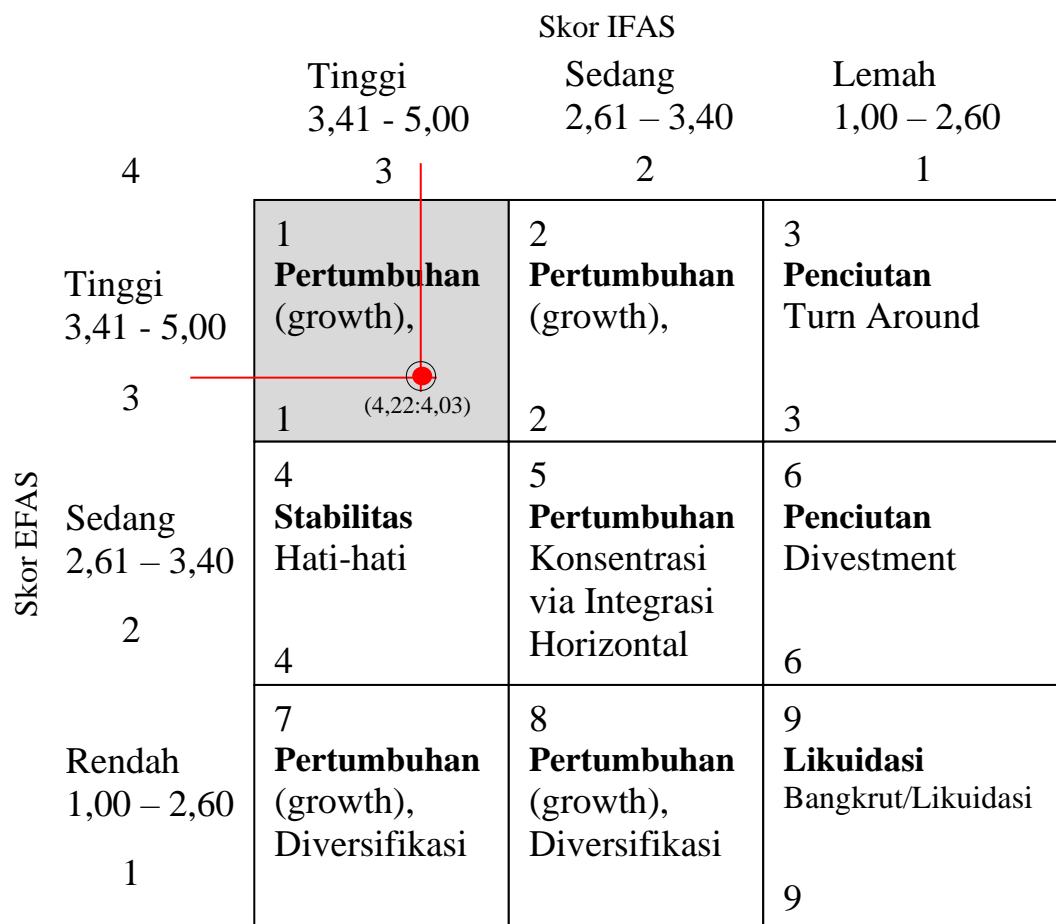 Skor IFAS
Tinggi Sedang Lemah
3,41 - 5,00 2,61 – 3,40 1,00 – 2,60
4 3 2 1
Skor EFAS
Tinggi
3,41 - 5,00
3
1
Pertumbuhan
(growth),
(4,22:4,03)
1
2
Pertumbuhan
(growth),
2
3
Penciutan
Turn Around
3
Sedang
2,61 – 3,40
2
4
Stabilitas
Hati-hati
4
5
Pertumbuhan
Konsentrasi
via Integrasi
Horizontal
6
Penciutan
Divestment
6
Rendah
1,00 – 2,60
1
7
Pertumbuhan
(growth),
Diversifikasi
8
Pertumbuhan
(growth),
Diversifikasi
9
Likuidasi
Bangkrut/Likuidasi
9